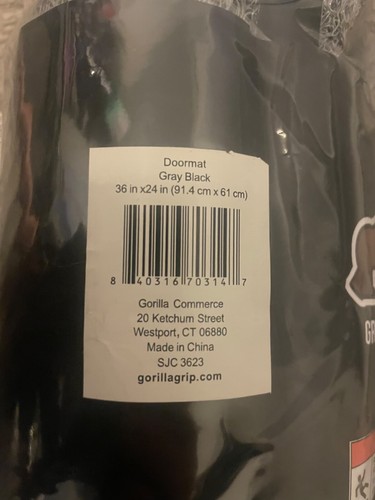 Doormat
Gray Black
36 in x24 in (91.4 cm x 61 cm)
8 40316 70314 7
Gorilla Commerce
20 Ketchum Street
Westport, CT 06880
Made in China
SJC 3623
gorillagrip.com